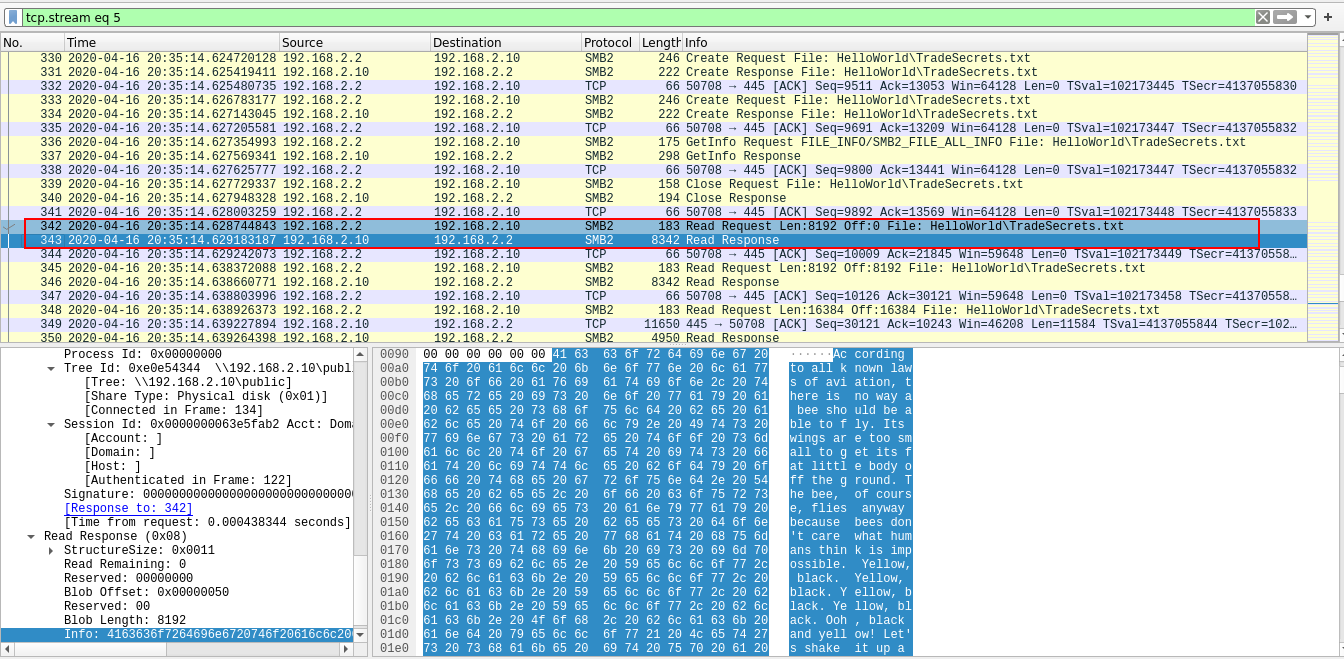 tcp.stream eq 5
No. Time Source Destination Protocol Length Info
330 2020-04-16 20:35:14.624720128 192.168.2.2 192.168.2.10 SMB2 246 Create Request File: HelloWorld\TradeSecrets.txt
331 2020-04-16 20:35:14.625419411 192.168.2.10 192.168.2.2 SMB2 222 Create Response File: HelloWorld\TradeSecrets.txt
332 2020-04-16 20:35:14.625480735 192.168.2.2 192.168.2.10 TCP 66 50708 → 445 [ACK] Seq=9511 Ack=13053 Win=64128 Len=0 TSval=102173445 TSecr=4137055830
333 2020-04-16 20:35:14.626783177 192.168.2.2 192.168.2.10 SMB2 246 Create Request File: HelloWorld\TradeSecrets.txt
334 2020-04-16 20:35:14.627143045 192.168.2.10 192.168.2.2 SMB2 222 Create Response File: HelloWorld\TradeSecrets.txt
335 2020-04-16 20:35:14.627205581 192.168.2.2 192.168.2.10 TCP 66 50708 → 445 [ACK] Seq=9691 Ack=13209 Win=64128 Len=0 TSval=102173447 TSecr=4137055832
336 2020-04-16 20:35:14.627354993 192.168.2.2 192.168.2.10 SMB2 175 GetInfo Request FILE_INFO/SMB2_FILE_ALL_INFO File: HelloWorld\TradeSecrets.txt
337 2020-04-16 20:35:14.627569341 192.168.2.10 192.168.2.2 SMB2 298 GetInfo Response
338 2020-04-16 20:35:14.627625777 192.168.2.2 192.168.2.10 TCP 66 50708 → 445 [ACK] Seq=9800 Ack=13441 Win=64128 Len=0 TSval=102173447 TSecr=4137055832
339 2020-04-16 20:35:14.627729337 192.168.2.2 192.168.2.10 SMB2 158 Close Request File: HelloWorld\TradeSecrets.txt
340 2020-04-16 20:35:14.627948328 192.168.2.10 192.168.2.2 SMB2 194 Close Response
341 2020-04-16 20:35:14.628003259 192.168.2.2 192.168.2.10 TCP 66 50708 → 445 [ACK] Seq=9892 Ack=13569 Win=64128 Len=0 TSval=102173448 TSecr=4137055833
342 2020-04-16 20:35:14.628744843 192.168.2.2 192.168.2.10 SMB2 183 Read Request Len:8192 Off:0 File: HelloWorld\TradeSecrets.txt
343 2020-04-16 20:35:14.629183187 192.168.2.10 192.168.2.2 SMB2 8342 Read Response
344 2020-04-16 20:35:14.629242073 192.168.2.2 192.168.2.10 TCP 66 50708 → 445 [ACK] Seq=10009 Ack=21845 Win=59648 Len=0 TSval=102173449 TSecr=41370558…
345 2020-04-16 20:35:14.638372088 192.168.2.2 192.168.2.10 SMB2 183 Read Request Len:8192 Off:8192 File: HelloWorld\TradeSecrets.txt
346 2020-04-16 20:35:14.638660771 192.168.2.10 192.168.2.2 SMB2 8342 Read Response
347 2020-04-16 20:35:14.638803996 192.168.2.2 192.168.2.10 TCP 66 50708 → 445 [ACK] Seq=10126 Ack=30121 Win=59648 Len=0 TSval=102173458 TSecr=41370558…
348 2020-04-16 20:35:14.638926373 192.168.2.2 192.168.2.10 SMB2 183 Read Request Len:16384 Off:16384 File: HelloWorld\TradeSecrets.txt
349 2020-04-16 20:35:14.639227894 192.168.2.10 192.168.2.2 TCP 11650 445 → 50708 [ACK] Seq=30121 Ack=10243 Win=46208 Len=11584 TSval=4137055844 TSecr=102…
350 2020-04-16 20:35:14.639264398 192.168.2.10 192.168.2.2 SMB2 4950 Read Response
Process Id: 0x00000000
Tree Id: 0xe0e54344 \\192.168.2.10\publ
[Tree: \\192.168.2.10\public]
[Share Type: Physical disk (0x01)]
[Connected in Frame: 134]
Session Id: 0x0000000063e5fab2 Acct: Doma
[Account: ]
[Domain: ]
[Host: ]
[Authenticated in Frame: 122]
Signature: 00000000000000000000000000000
[Response to: 342]
[Time from request: 0.000438344 seconds]
Read Response (0x08)
StructureSize: 0x0011
Read Remaining: 0
Reserved: 00000000
Blob Offset: 0x00000050
Reserved: 00
Blob Length: 8192
Info: 4163636f7264696e6720746f20616c6c20
0090 00 00 00 00 00 00 41 63 63 6f 72 64 69 6e 67 20 ······Ac cording
00a0 74 6f 20 61 6c 6c 20 6b 6e 6f 77 6e 20 6c 61 77 to all k nown law
00b0 73 20 6f 66 20 61 76 69 61 74 69 6f 6e 2c 20 74 s of avi ation, t
00c0 68 65 72 65 20 69 73 20 6e 6f 20 77 61 79 20 61 here is no way a
00d0 20 62 65 65 20 73 68 6f 75 6c 64 20 62 65 20 61 bee sho uld be a
00e0 62 6c 65 20 74 6f 20 66 6c 79 2e 20 49 74 73 20 ble to f ly. Its
00f0 77 69 6e 67 73 20 61 72 65 20 74 6f 6f 20 73 6d wings ar e too sm
0100 61 6c 6c 20 74 6f 20 67 65 74 20 69 74 73 20 66 all to g et its f
0110 61 74 20 6c 69 74 74 6c 65 20 62 6f 64 79 20 6f at littl e body o
0120 66 66 20 74 68 65 20 67 72 6f 75 6e 64 2e 20 54 ff the g round. T
0130 68 65 20 62 65 65 2c 20 6f 66 20 63 6f 75 72 73 he bee, of cours
0140 65 2c 20 66 6c 69 65 73 20 61 6e 79 77 61 79 20 e, flies anyway
0150 62 65 63 61 75 73 65 20 62 65 65 73 20 64 6f 6e because bees don
0160 27 74 20 63 61 72 65 20 77 68 61 74 20 68 75 6d 't care what hum
0170 61 6e 73 20 74 68 69 6e 6b 20 69 73 20 69 6d 70 ans thin k is imp
0180 6f 73 73 69 62 6c 65 2e 20 59 65 6c 6c 6f 77 2c ossible. Yellow,
0190 20 62 6c 61 63 6b 2e 20 59 65 6c 6c 6f 77 2c 20 black. Yellow,
01a0 62 6c 61 63 6b 2e 20 59 65 6c 6c 6f 77 2c 20 62 black. Y ellow, b
01b0 6c 61 63 6b 2e 20 59 65 6c 6c 6f 77 2c 20 62 6c lack. Ye llow, bl
01c0 61 63 6b 2e 20 4f 6f 68 2c 20 62 6c 61 63 6b 20 ack. Ooh , black
01d0 61 6e 64 20 79 65 6c 6c 6f 77 21 20 4c 65 74 27 and yell ow! Let'
01e0 73 20 73 68 61 6b 65 20 69 74 20 75 70 20 61 20 s shake it up a